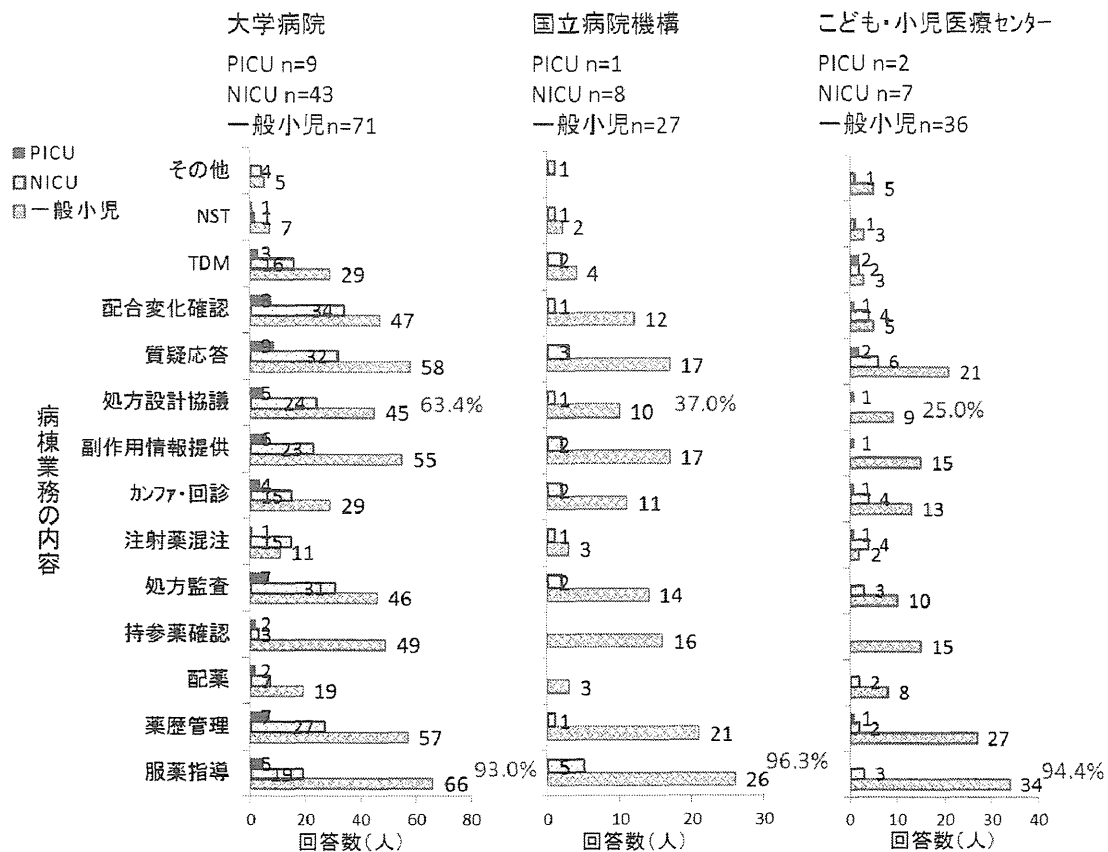 大学病院
PICU n=9
NICU n=43
一般小児n=71
国立病院機構
PICU n=1
NICU n=8
一般小児n=27
こども・小児医療センター
PICU n=2
NICU n=7
一般小児n=36
PICU
NICU
一般小児
病棟業務の内容
その他 4 5 1 1 5
NST 1 1 7 1 2 1 3
TDM 3 16 29 2 4 2 2 3
配合変化確認 34 47 1 12 1 4 5
質疑応答 9 32 58 3 17 2 6 21
処方設計協議 24 45 63.4% 1 10 37.0% 1 9 25.0%
副作用情報提供 23 55 2 17 1 15
カンファ・回診 4 15 29 2 11 1 4 13
注射薬混注 1 15 11 1 3 4 2
処方監査 7 31 46 2 14 3 10
持参薬確認 2 3 49 16 15
配薬 2 19 3 2 8
薬歴管理 7 27 57 1 21 1 2 27
服薬指導 19 66 93.0% 5 26 96.3% 3 34 94.4%
0 20 40 60 80
回答数(人)
0 10 20 30
回答数(人)
0 10 20 30 40
回答数(人)